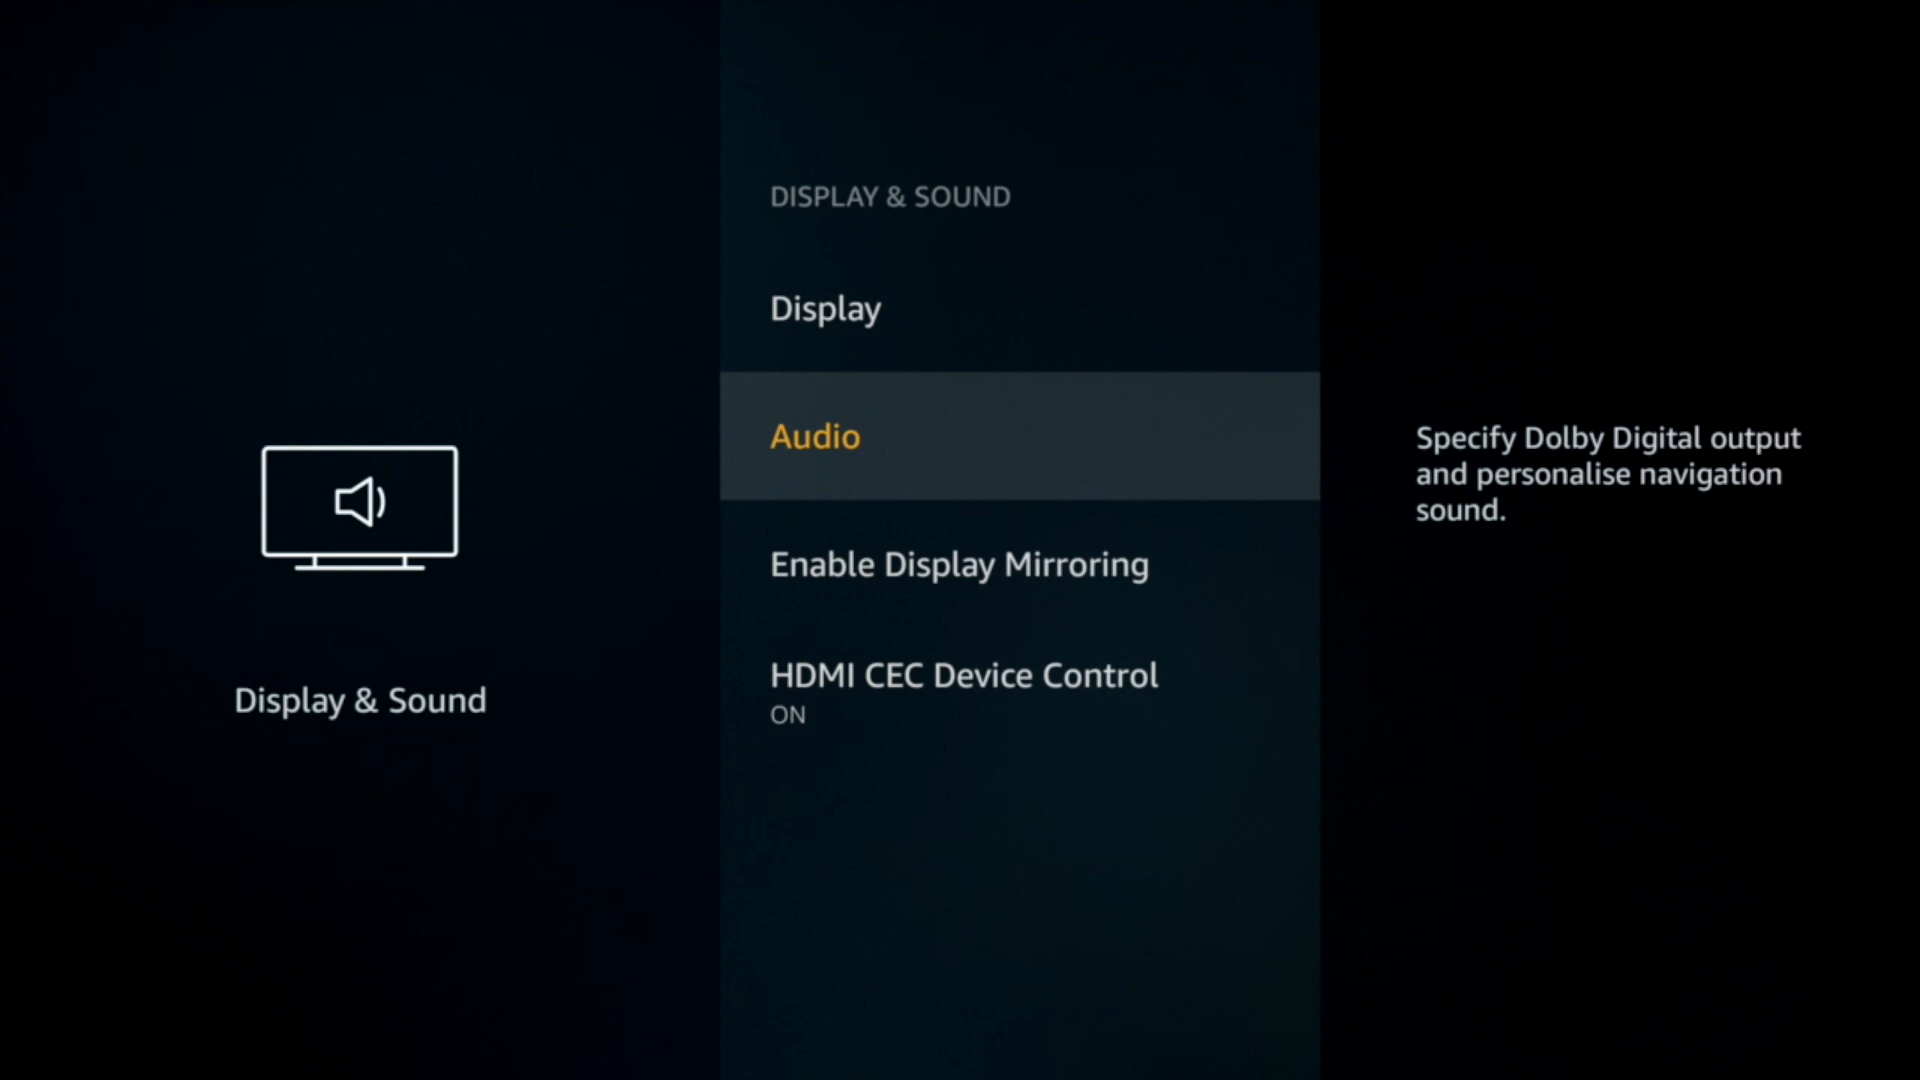 DISPLAY & SOUND
Display
Audio
Enable Display Mirroring
HDMI CEC Device Control
ON
Display & Sound
Specify Dolby Digital output
and personalise navigation
sound.